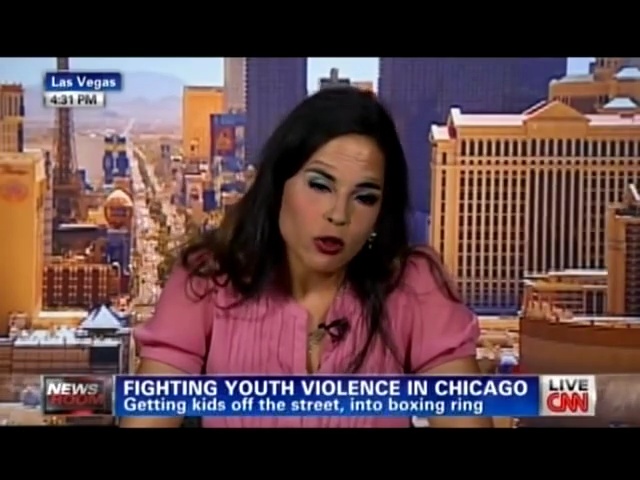 Las Vegas
4:31 PM
NEWS
ROOM
FIGHTING YOUTH VIOLENCE IN CHICAGO
Getting kids off the street, into boxing ring
LIVE
CNN